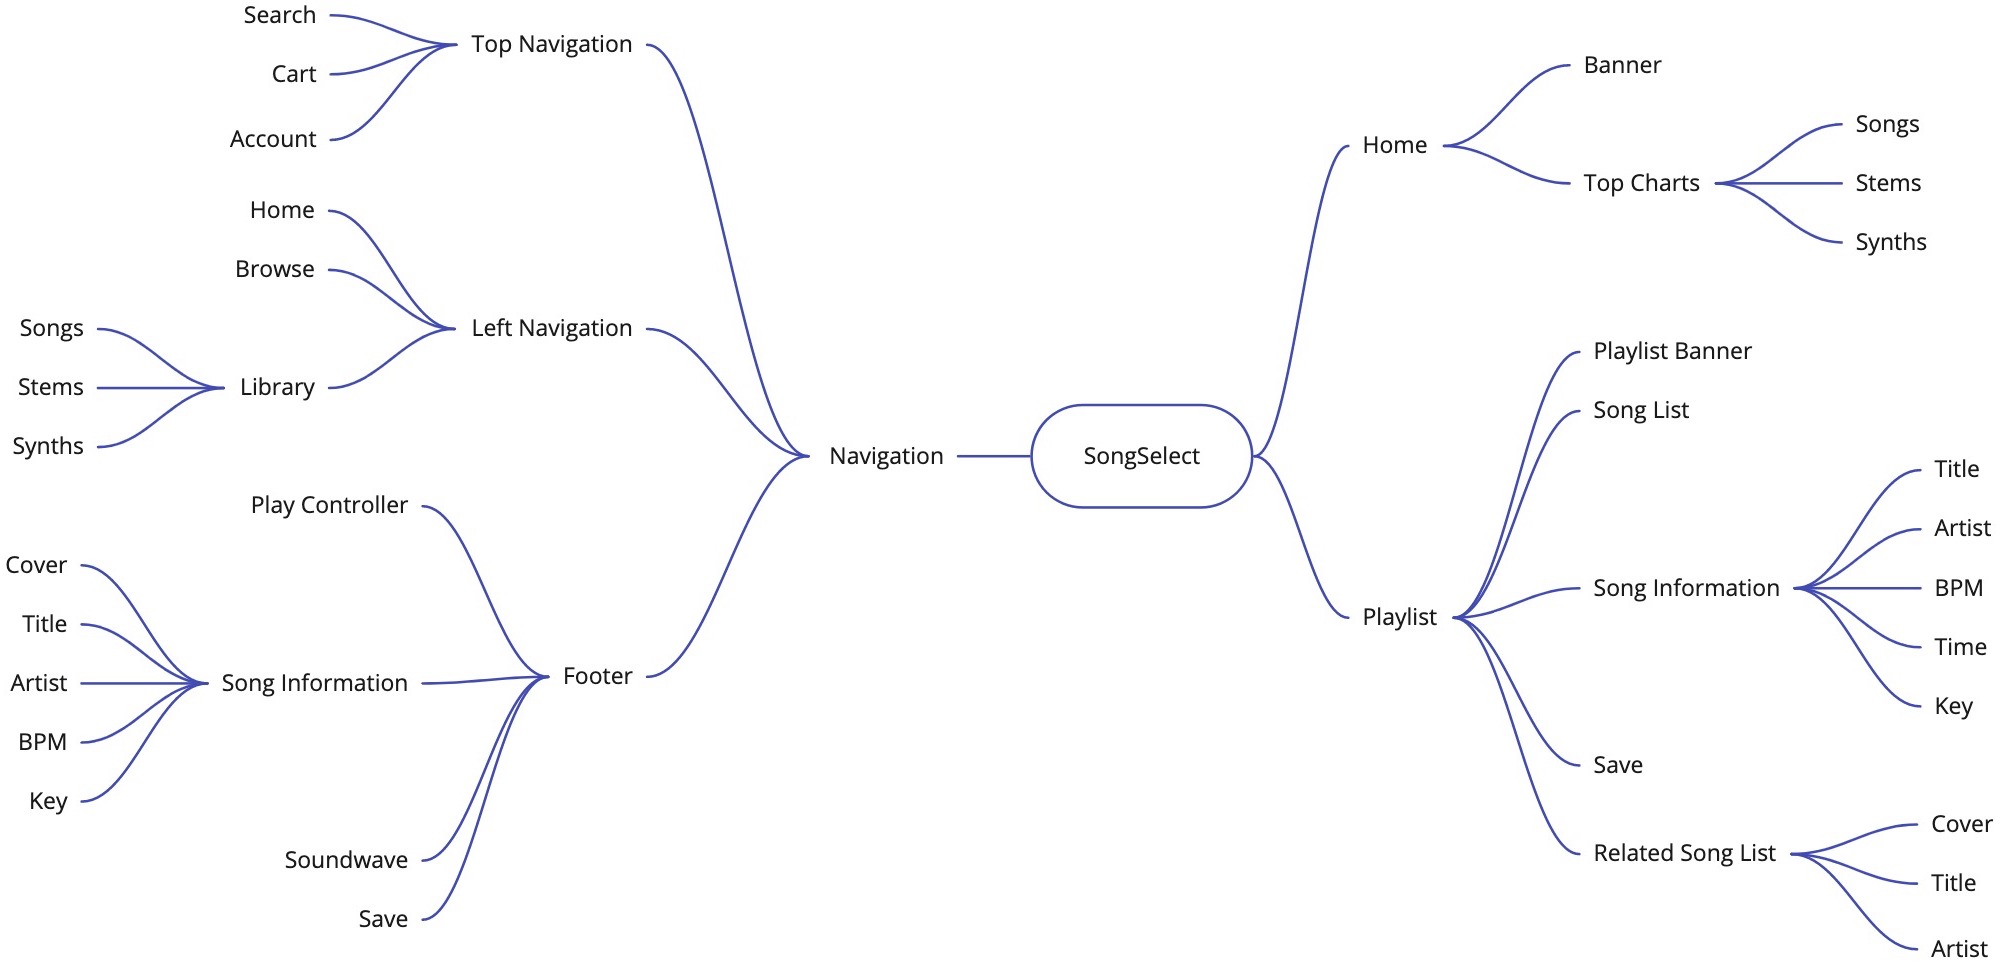 Search
Cart
Account
Top Navigation
Home
Browse
Library
Songs
Stems
Synths
Left Navigation
Play Controller
Cover
Title
Artist
BPM
Key
Song Information
Soundwave
Save
Footer
Navigation
SongSelect
Home
Banner
Top Charts
Songs
Stems
Synths
Playlist
Playlist Banner
Song List
Song Information
Title
Artist
BPM
Time
Key
Save
Related Song List
Cover
Title
Artist